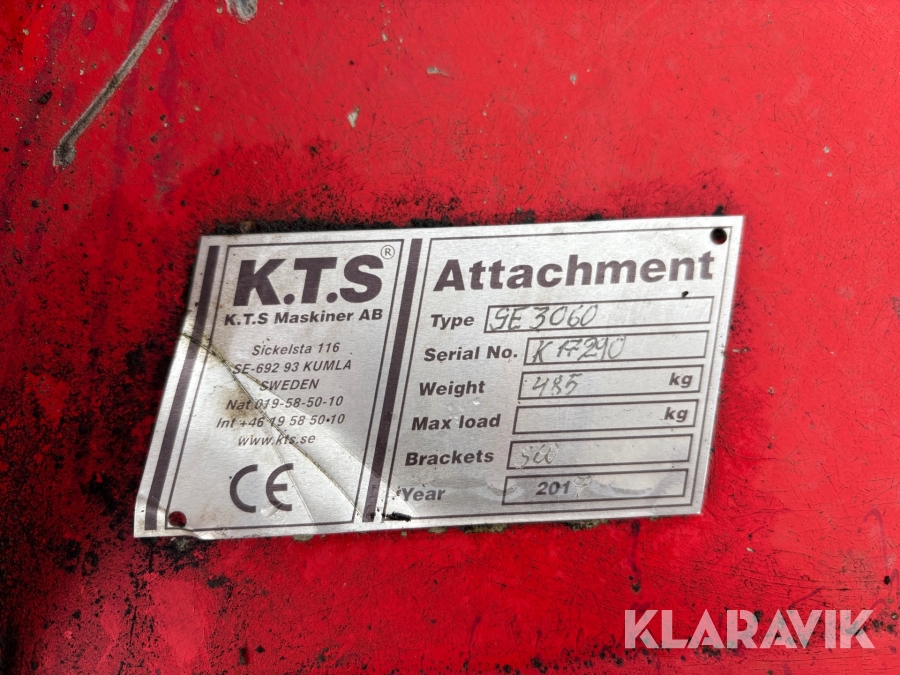 K.T.S®
K.T.S Maskiner AB
Sickelsta 116
SE-692 93 KUMLA
SWEDEN
Nat 019-58-50-10
Int +46 19 58 50-10
www.kts.se
CE
Attachment
Type SE 3060
Serial No. K17290
Weight 485 kg
Max load kg
Brackets
Year 201
KLARAVIK